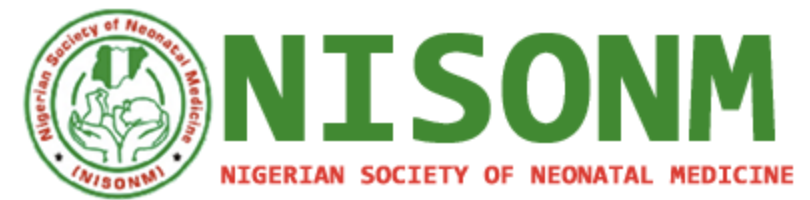 Nigerian Society of Neonatal Medicine
(NISONM)
NISONM
NIGERIAN SOCIETY OF NEONATAL MEDICINE